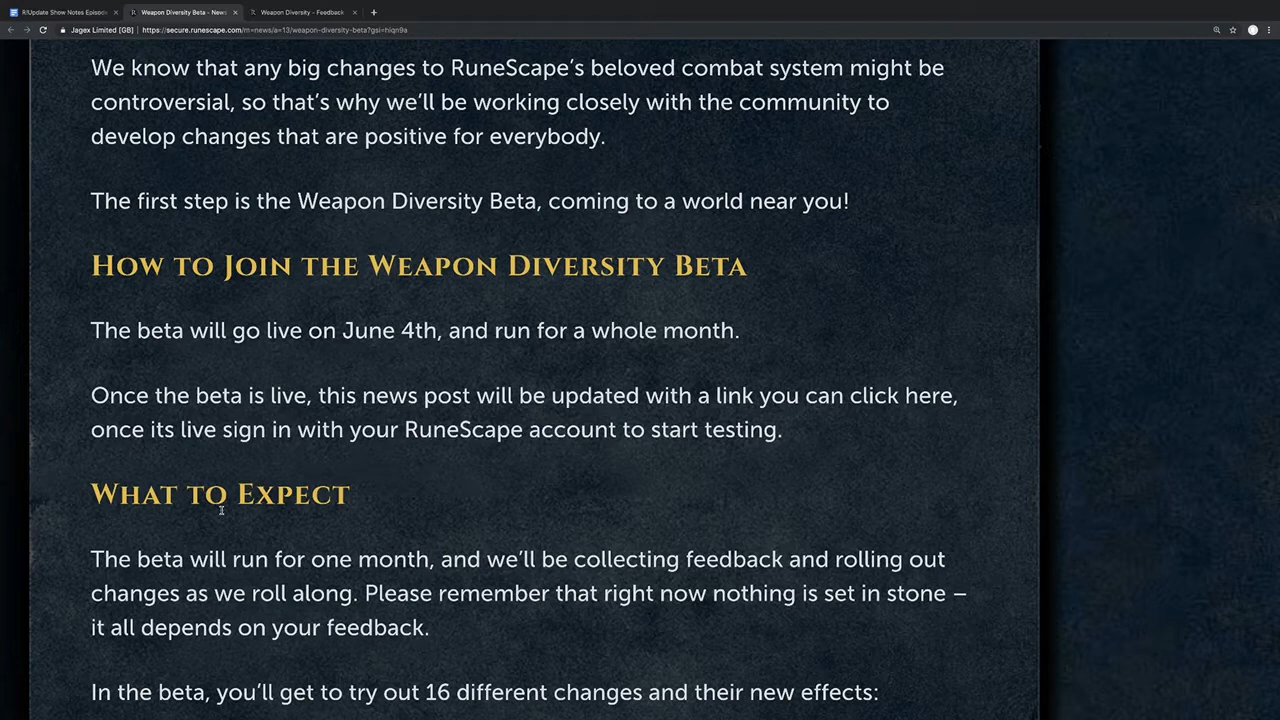 R/Update Show Notes Episode
Weapon Diversity Beta - News
Weapon Diversity - Feedback
Jagex Limited [GB] | https://secure.runescape.com/m=news/a=13/weapon-diversity-beta?gsi=hiqn9a
We know that any big changes to RuneScape’s beloved combat system might be
controversial, so that’s why we’ll be working closely with the community to
develop changes that are positive for everybody.
The first step is the Weapon Diversity Beta, coming to a world near you!
How to Join the Weapon Diversity Beta
The beta will go live on June 4th, and run for a whole month.
Once the beta is live, this news post will be updated with a link you can click here,
once its live sign in with your RuneScape account to start testing.
What to Expect
The beta will run for one month, and we’ll be collecting feedback and rolling out
changes as we roll along. Please remember that right now nothing is set in stone –
it all depends on your feedback.
In the beta, you’ll get to try out 16 different changes and their new effects: